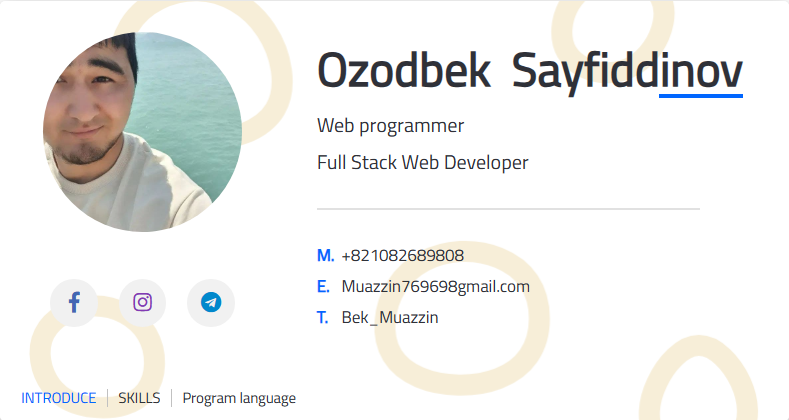 Ozodbek Sayfiddinov
Web programmer
Full Stack Web Developer
M. +821082689808
E. Muazzin769698gmail.com
T. Bek_Muazzin
INTRODUCE SKILLS Program language